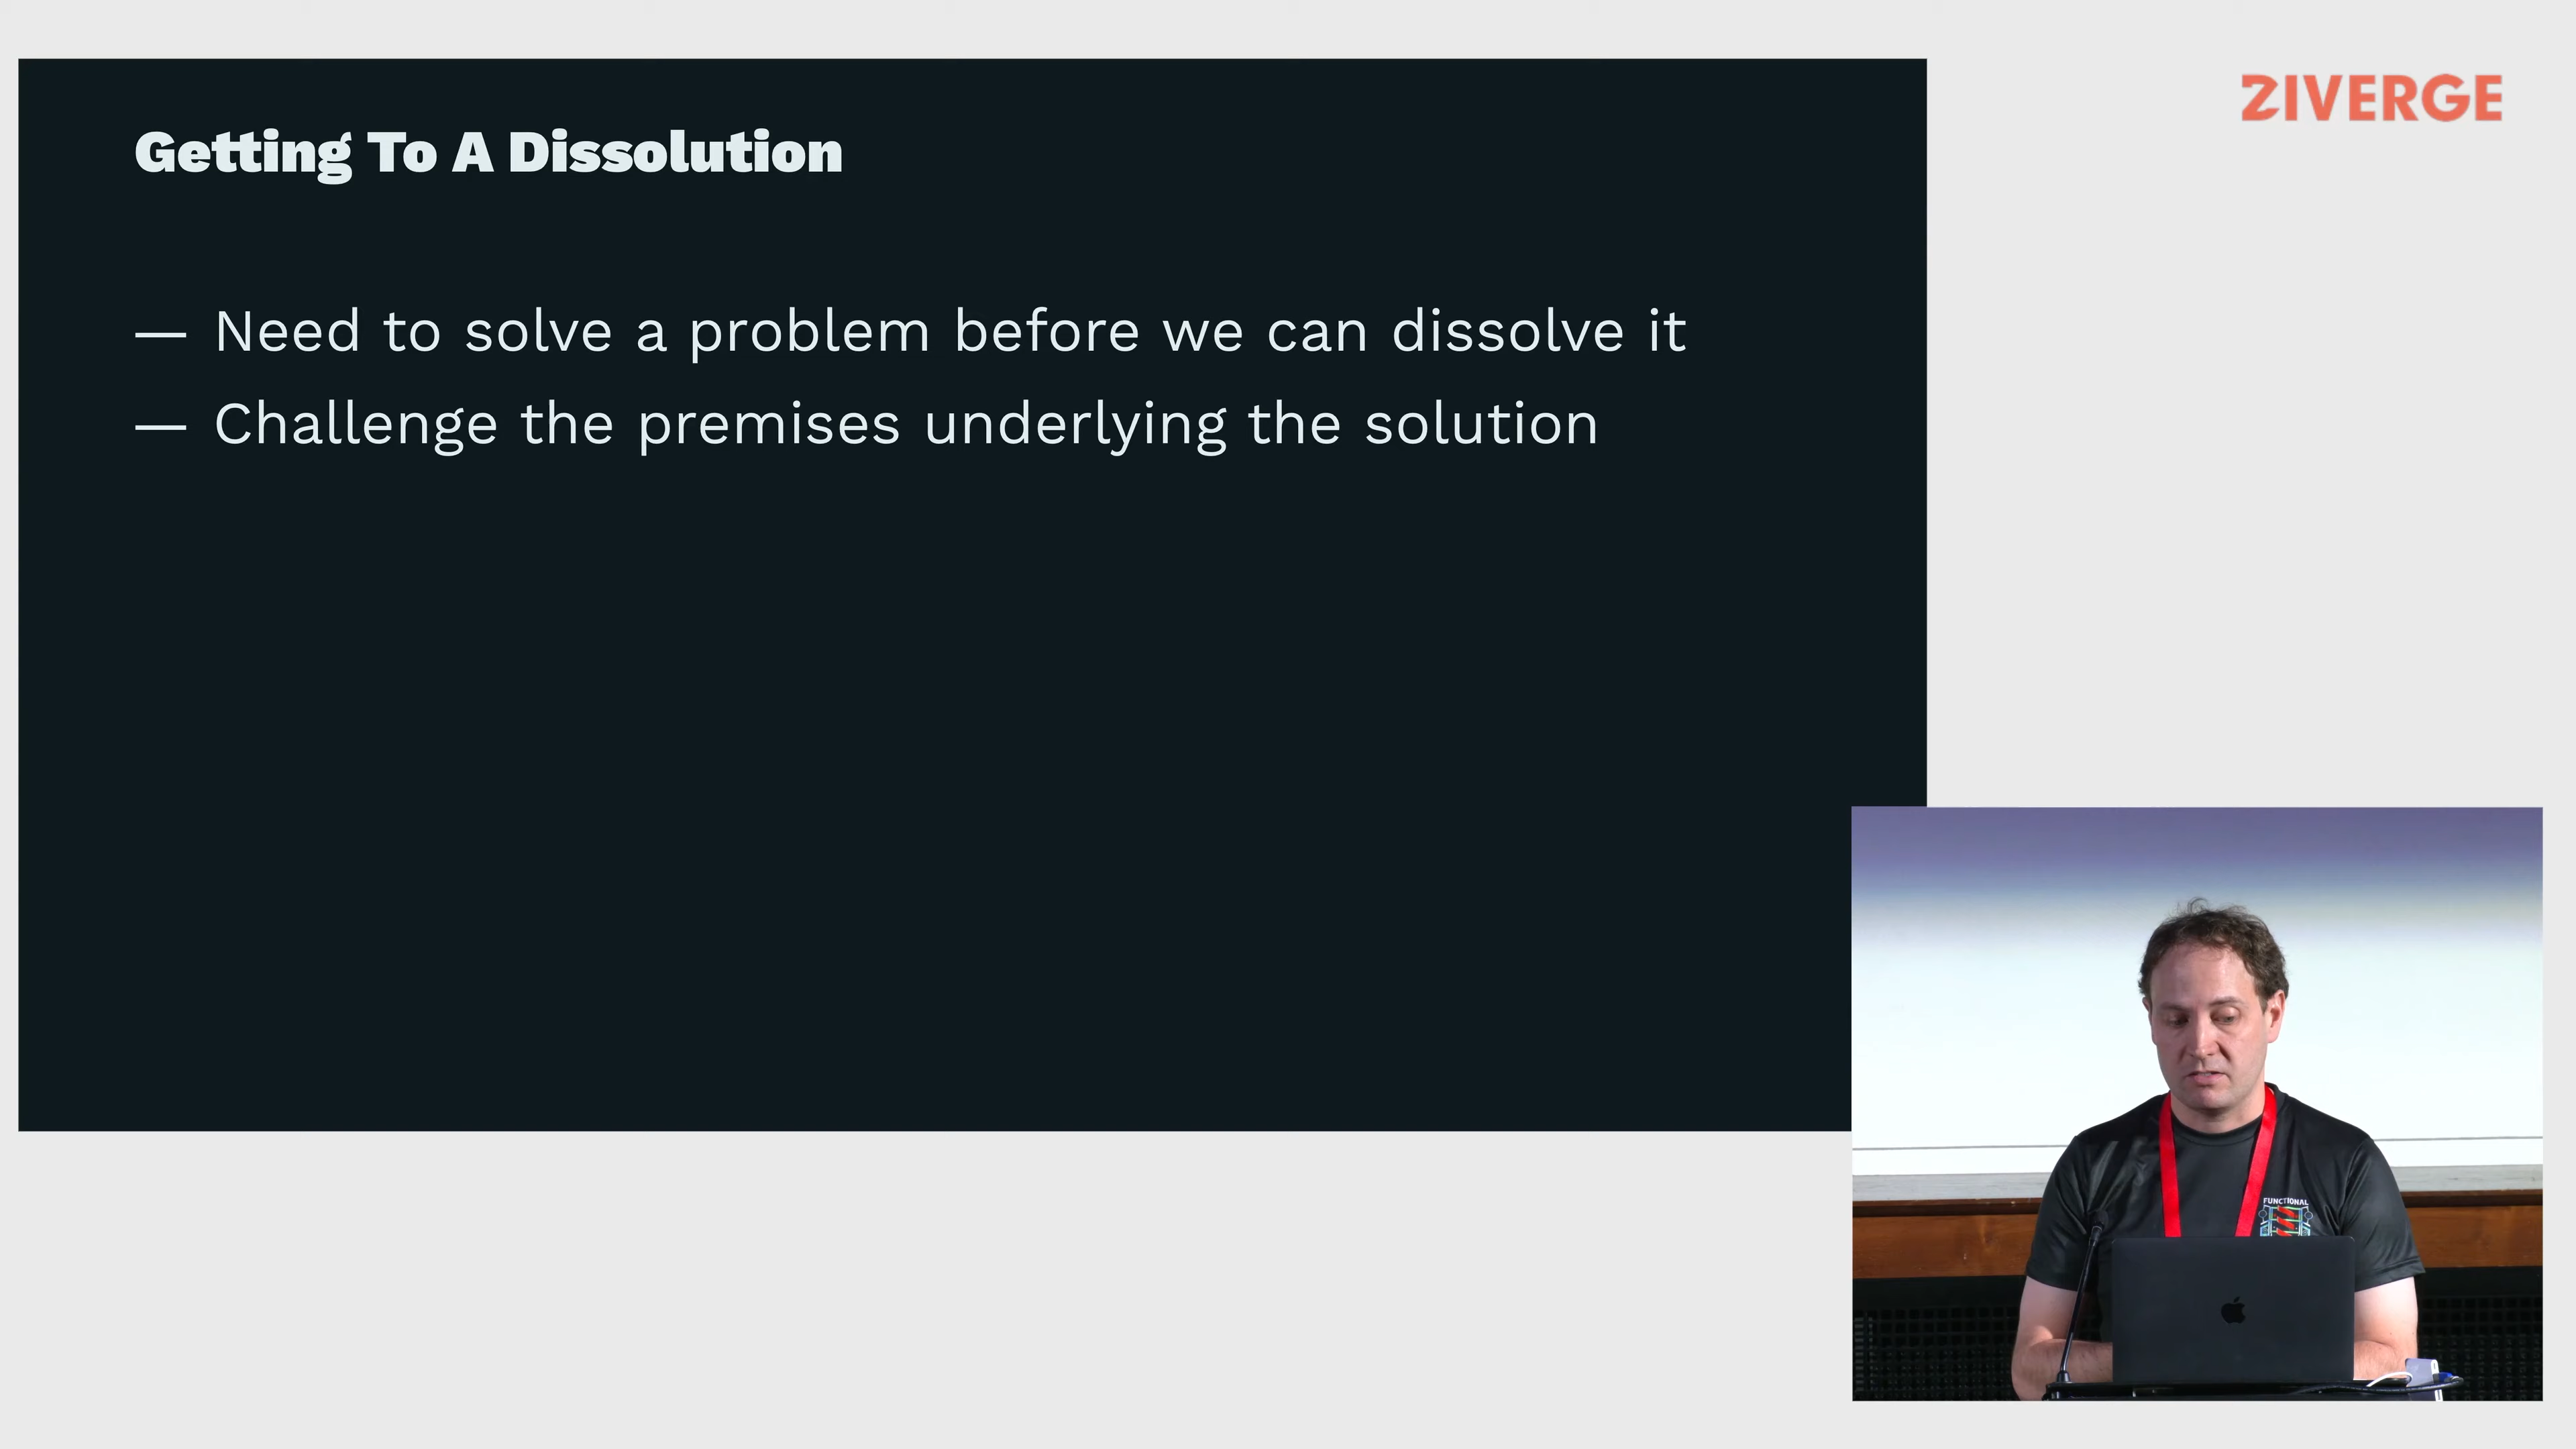 Getting To A Dissolution
ZIVERGE
— Need to solve a problem before we can dissolve it
— Challenge the premises underlying the solution
FUNCTIONAL